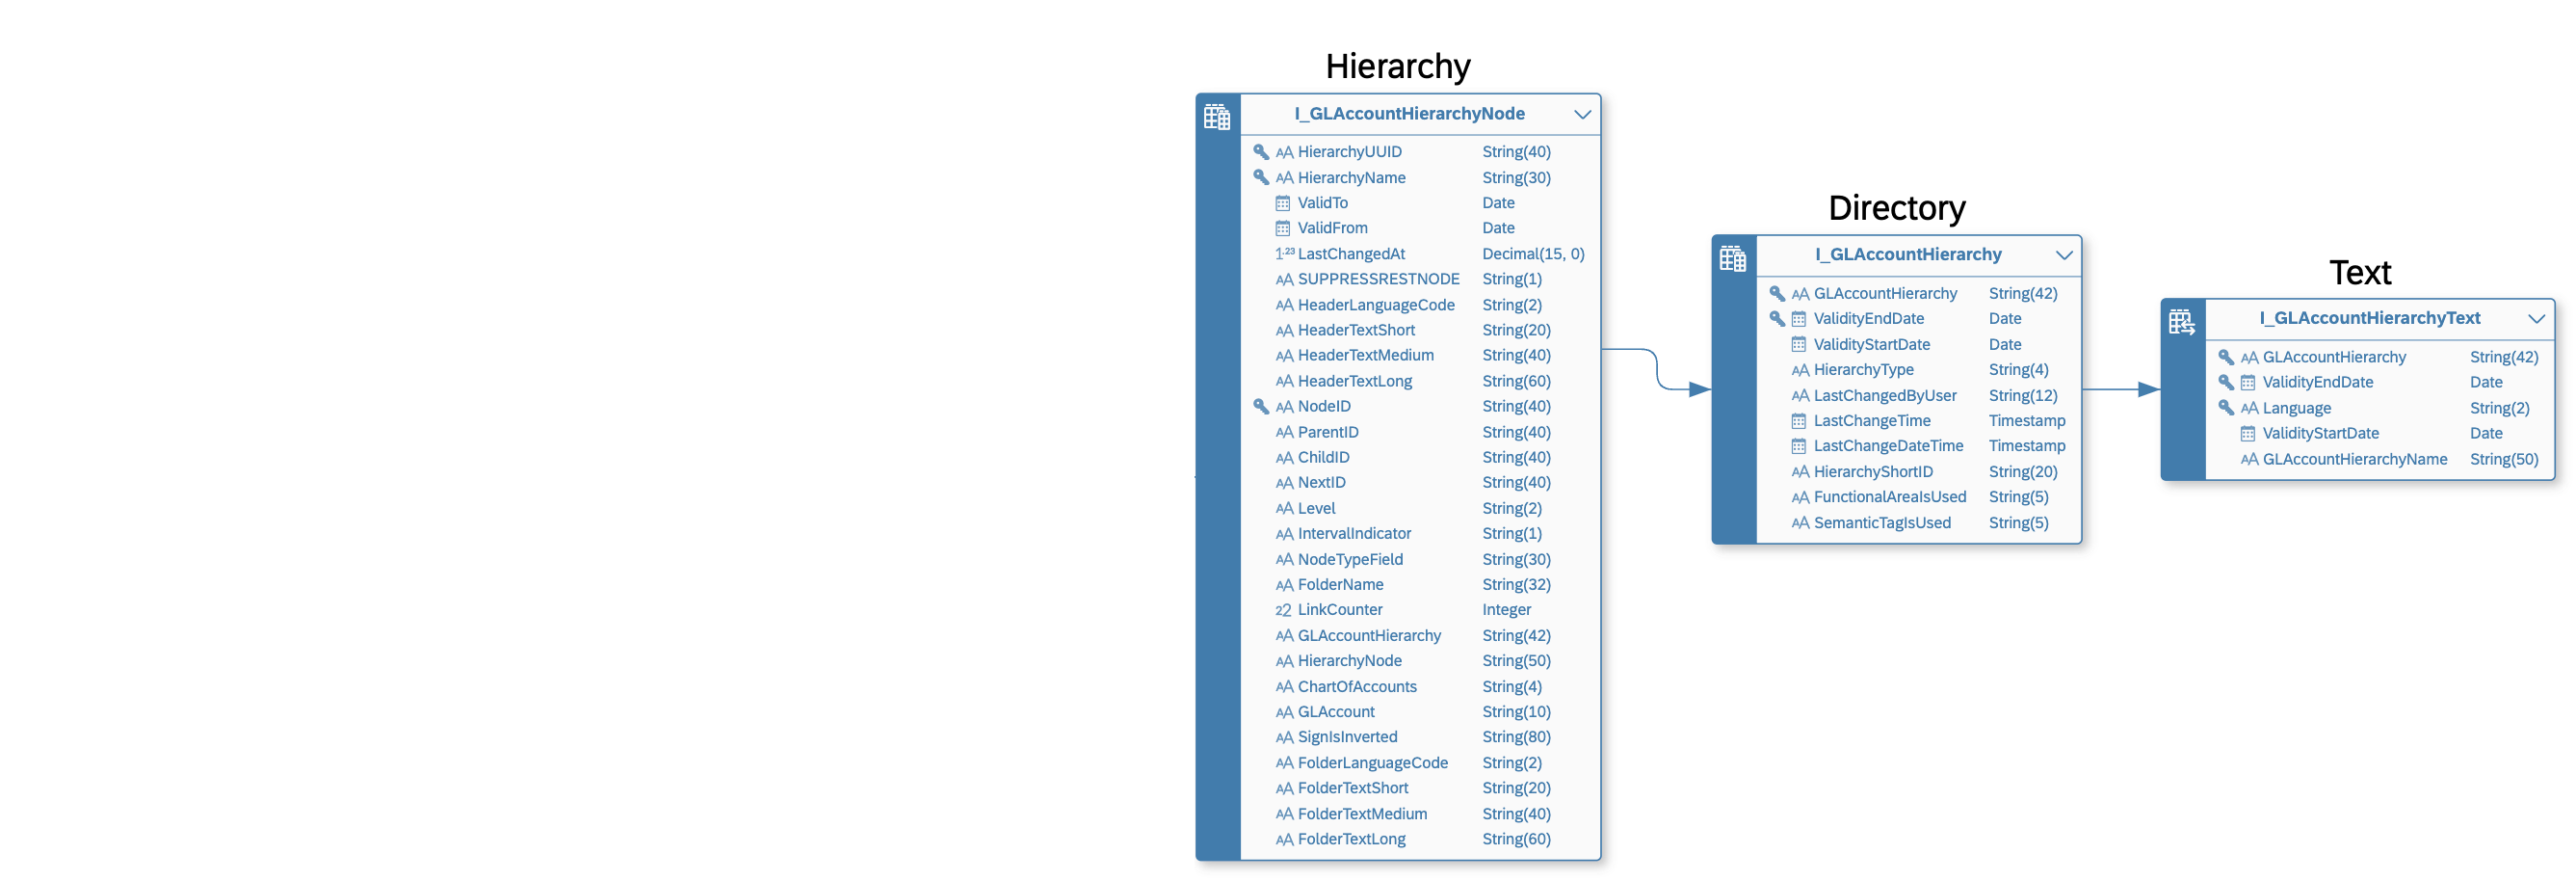 Hierarchy
I_GLAccountHierarchyNode
HierarchyUUID String(40)
HierarchyName String(30)
ValidTo Date
ValidFrom Date
1.23 LastChangedAt Decimal(15, 0)
SUPPRESSRESTNODE String(1)
HeaderLanguageCode String(2)
HeaderTextShort String(20)
HeaderTextMedium String(40)
HeaderTextLong String(60)
NodeID String(40)
ParentID String(40)
ChildID String(40)
NextID String(40)
Level String(2)
IntervalIndicator String(1)
NodeTypeField String(30)
FolderName String(32)
22 LinkCounter Integer
GLAccountHierarchy String(42)
HierarchyNode String(50)
ChartOfAccounts String(4)
GLAccount String(10)
SignIsInverted String(80)
FolderLanguageCode String(2)
FolderTextShort String(20)
FolderTextMedium String(40)
FolderTextLong String(60)
Directory
I_GLAccountHierarchy
GLAccountHierarchy String(42)
ValidityEndDate Date
ValidityStartDate Date
HierarchyType String(4)
LastChangedByUser String(12)
LastChangeTime Timestamp
LastChangeDateTime Timestamp
HierarchyShortID String(20)
FunctionalAreaIsUsed String(5)
SemanticTagIsUsed String(5)
Text
I_GLAccountHierarchyText
GLAccountHierarchy String(42)
ValidityEndDate Date
Language String(2)
ValidityStartDate Date
GLAccountHierarchyName String(50)